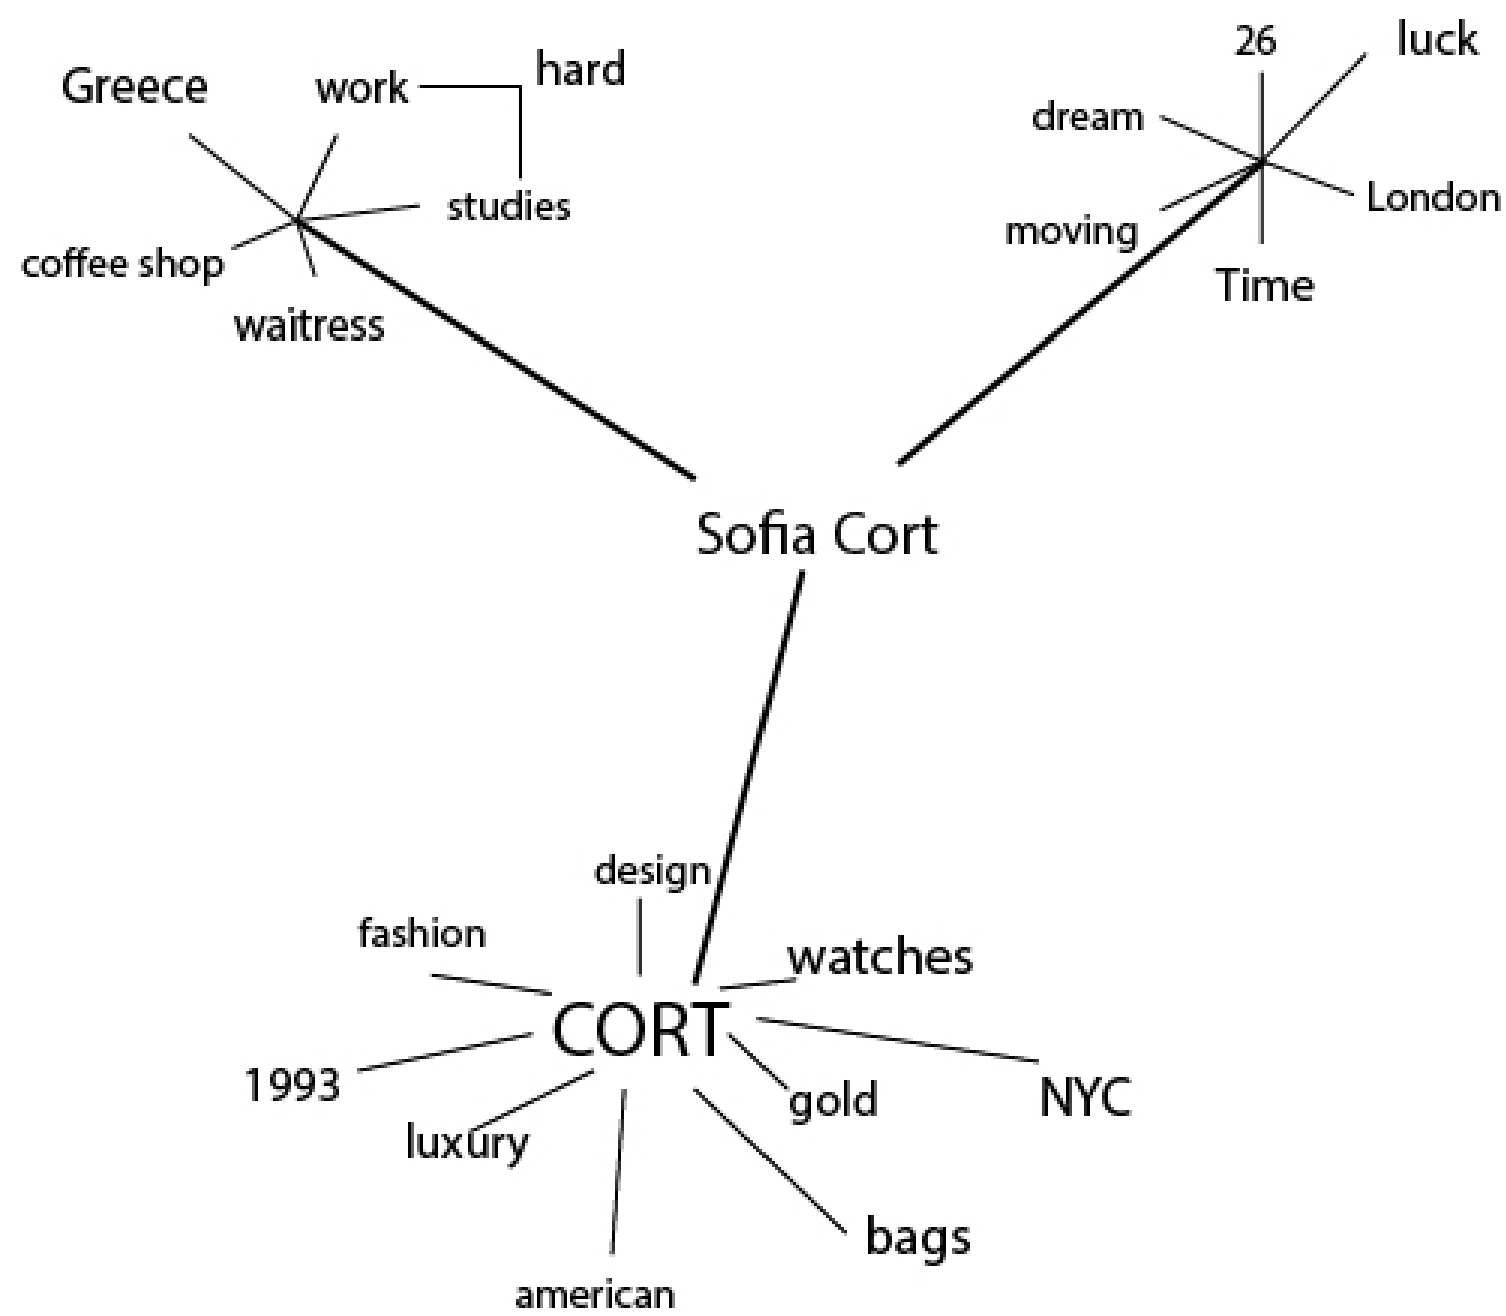 Greece
work
hard
studies
coffee shop
waitress
26
luck
dream
London
moving
Time
Sofia Cort
design
fashion
watches
CORT
1993
gold
NYC
luxury
bags
american